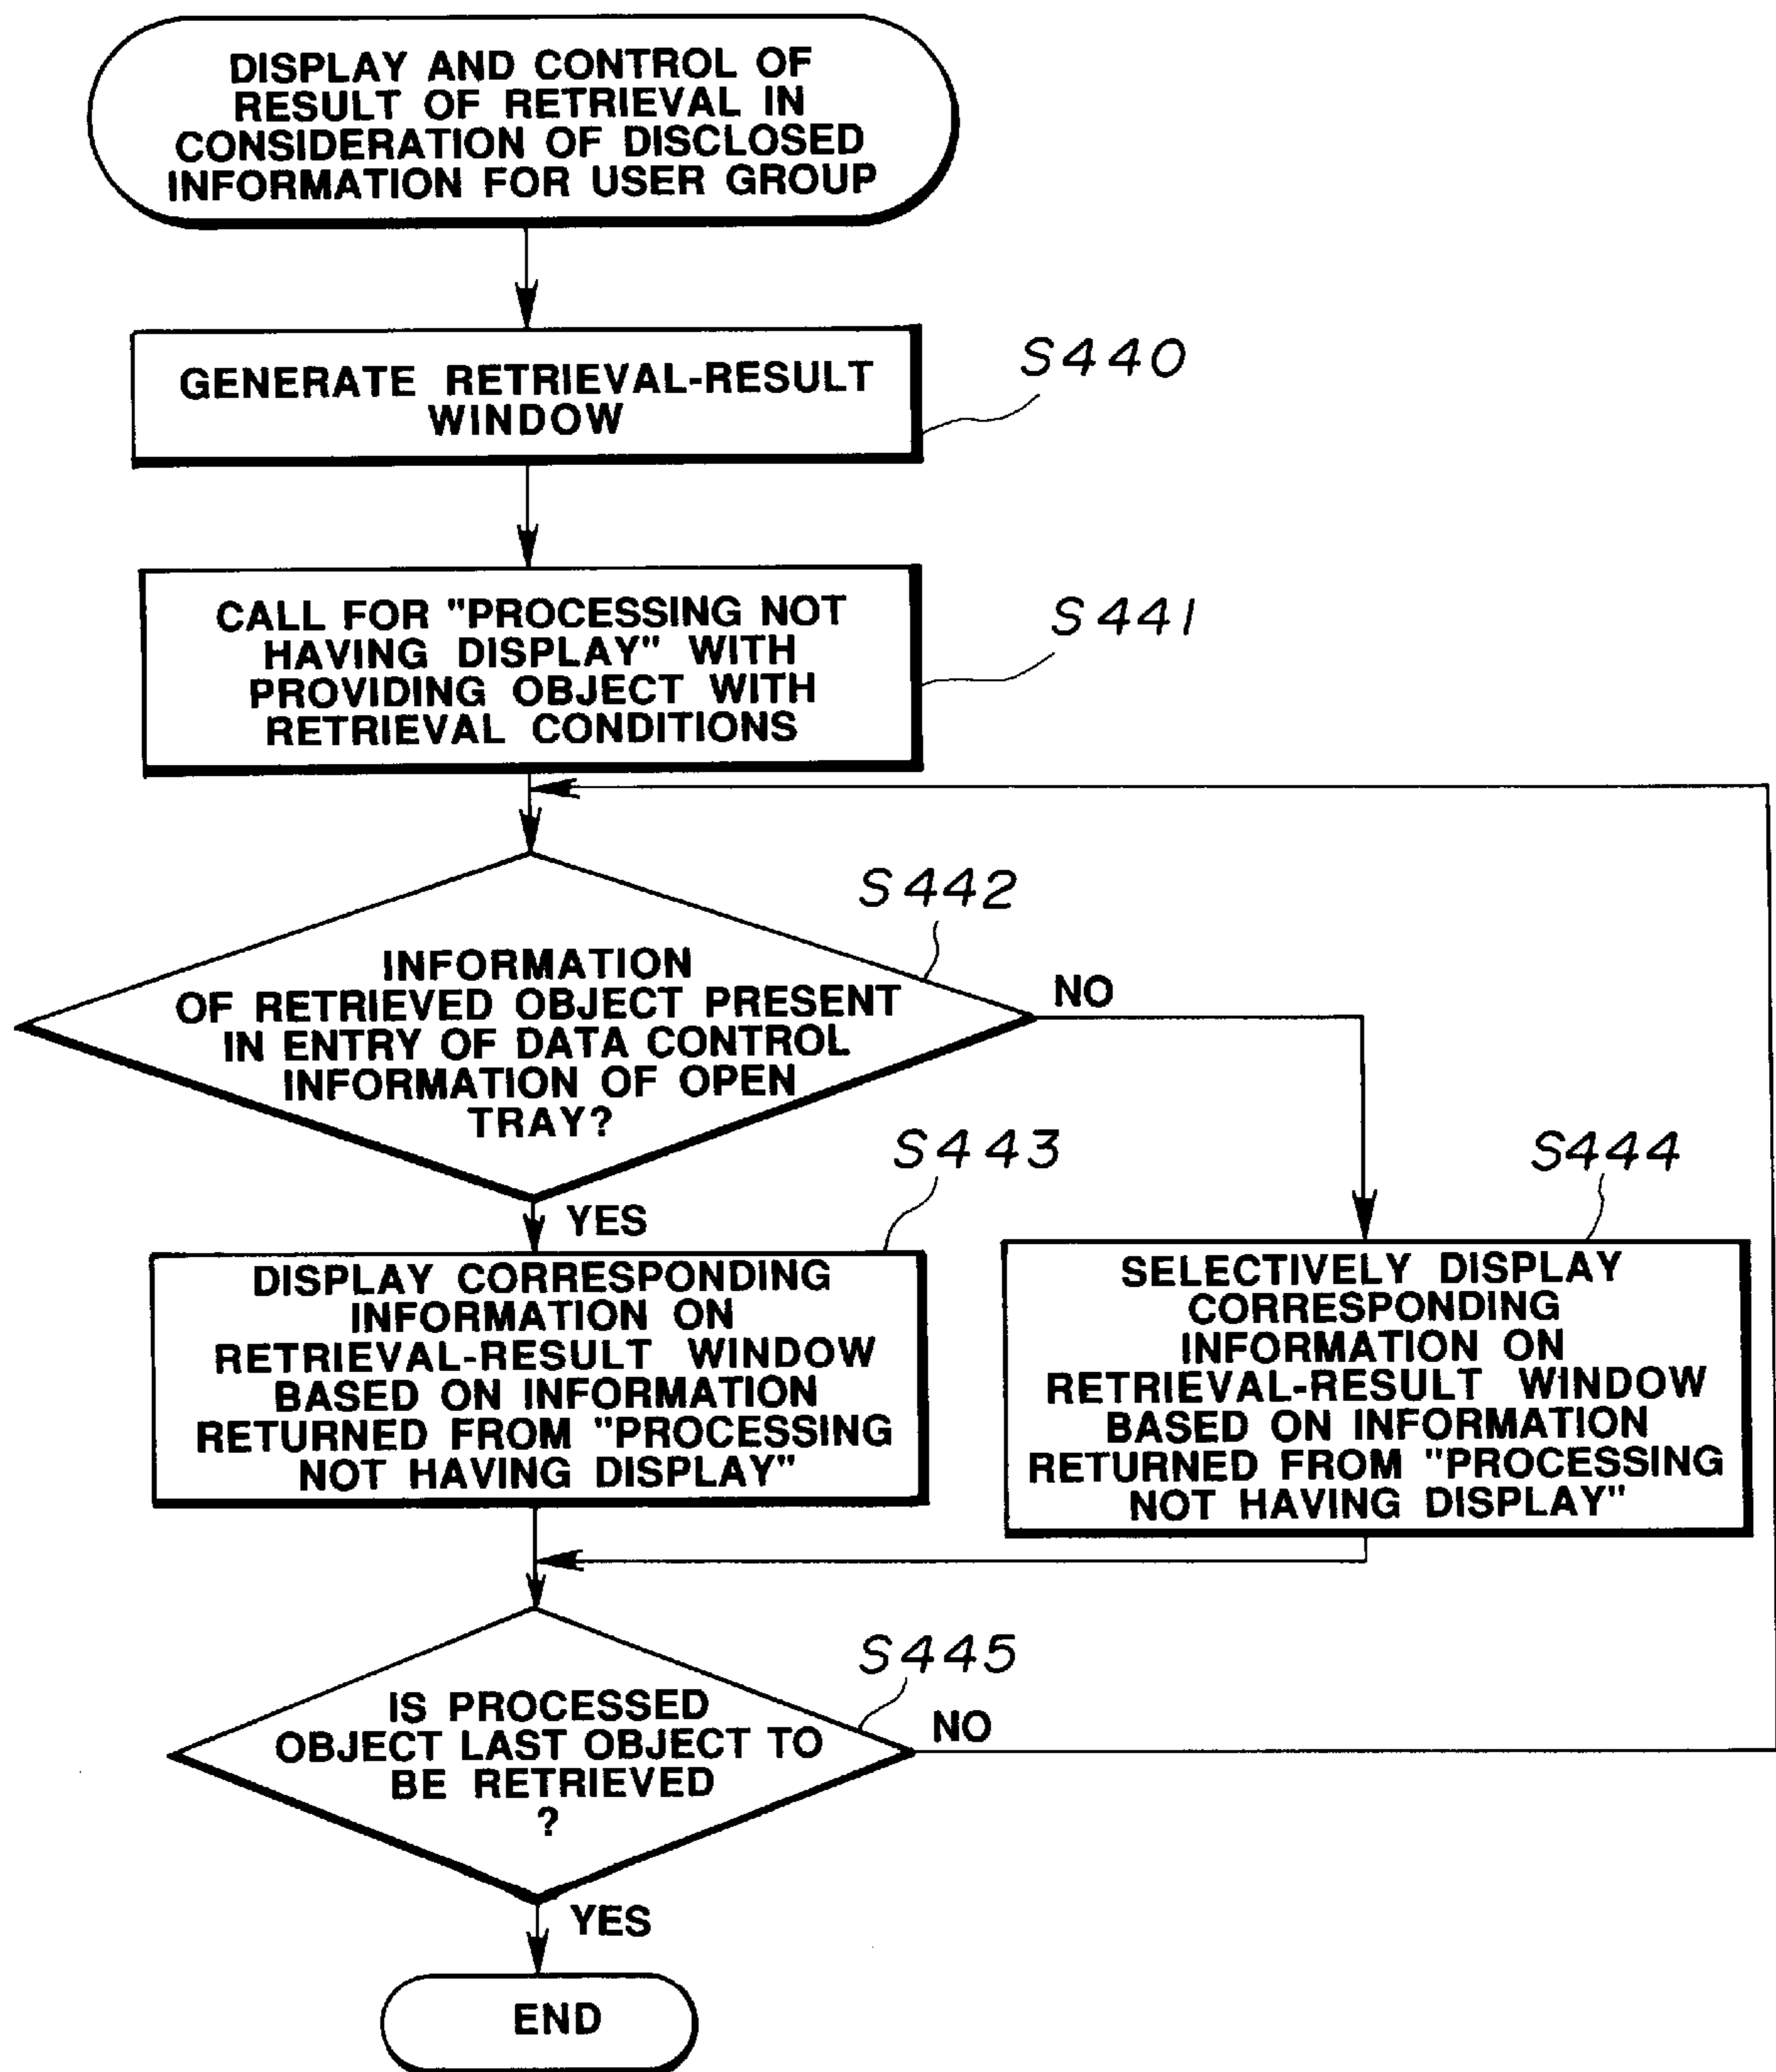 DISPLAY AND CONTROL OF
RESULT OF RETRIEVAL IN
CONSIDERATION OF DISCLOSED
INFORMATION FOR USER GROUP
GENERATE RETRIEVAL-RESULT
WINDOW
S440
CALL FOR "PROCESSING NOT
HAVING DISPLAY" WITH
PROVIDING OBJECT WITH
RETRIEVAL CONDITIONS
S441
S442
INFORMATION
OF RETRIEVED OBJECT PRESENT
IN ENTRY OF DATA CONTROL
INFORMATION OF OPEN
TRAY?
NO
YES
S443
DISPLAY CORRESPONDING
INFORMATION ON
RETRIEVAL-RESULT WINDOW
BASED ON INFORMATION
RETURNED FROM "PROCESSING
NOT HAVING DISPLAY"
S444
SELECTIVELY DISPLAY
CORRESPONDING
INFORMATION ON
RETRIEVAL-RESULT WINDOW
BASED ON INFORMATION
RETURNED FROM "PROCESSING
NOT HAVING DISPLAY"
S445
IS PROCESSED
OBJECT LAST OBJECT TO
BE RETRIEVED
?
NO
YES
END